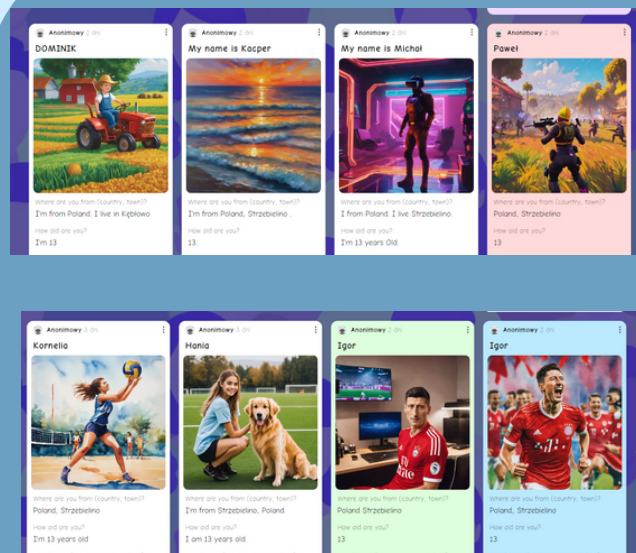 Anonimowy 2 dni
DOMINIK
Where are you from (country, town)?
I'm from Poland. I live in Kębłowo
How old are you?
I'm 13
Anonimowy 2 dni
My name is Kacper
Where are you from (country, town)?
I'm from Poland, Strzebielino .
How old are you?
13.
Anonimowy 2 dni
My name is Michał
Where are you from (country, town)?
I from Poland. I live Strzebielino.
How old are you?
I'm 13 years Old.
Anonimowy 2 dni
Paweł
Where are you from (country, town)?
Poland, Strzebielino
How old are you?
13
Anonimowy 3 dni
Kornelia
Where are you from (country, town)?
Poland, Strzebielino
How old are you?
I'm 13 years old
Anonimowy 3 dni
Hania
Where are you from (country, town)?
I'm from Strzebielino, Poland.
How old are you?
I am 13 years old.
Anonimowy 2 dni
Igor
Where are you from (country, town)?
Poland Strzebielino
How old are you?
13
Anonimowy 2 dni
Igor
Where are you from (country, town)?
Poland, Strzebielino
How old are you?
13